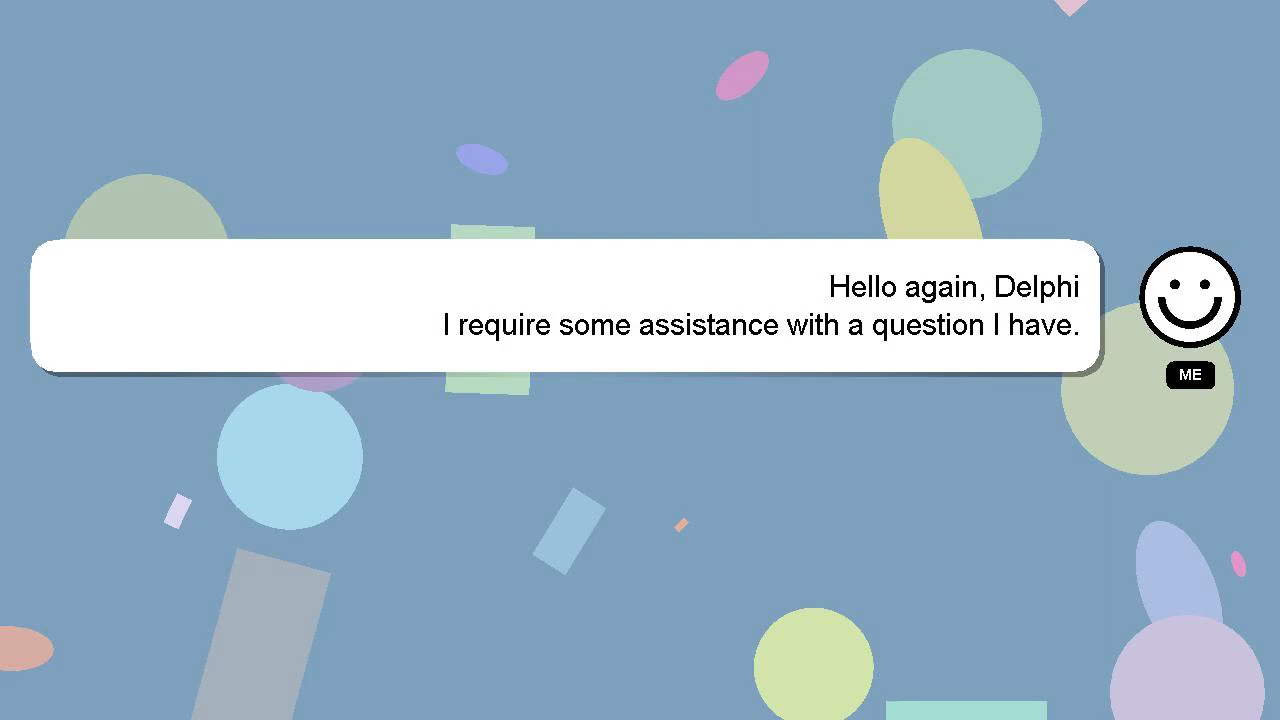 Hello again, Delphi
I require some assistance with a question I have.
ME